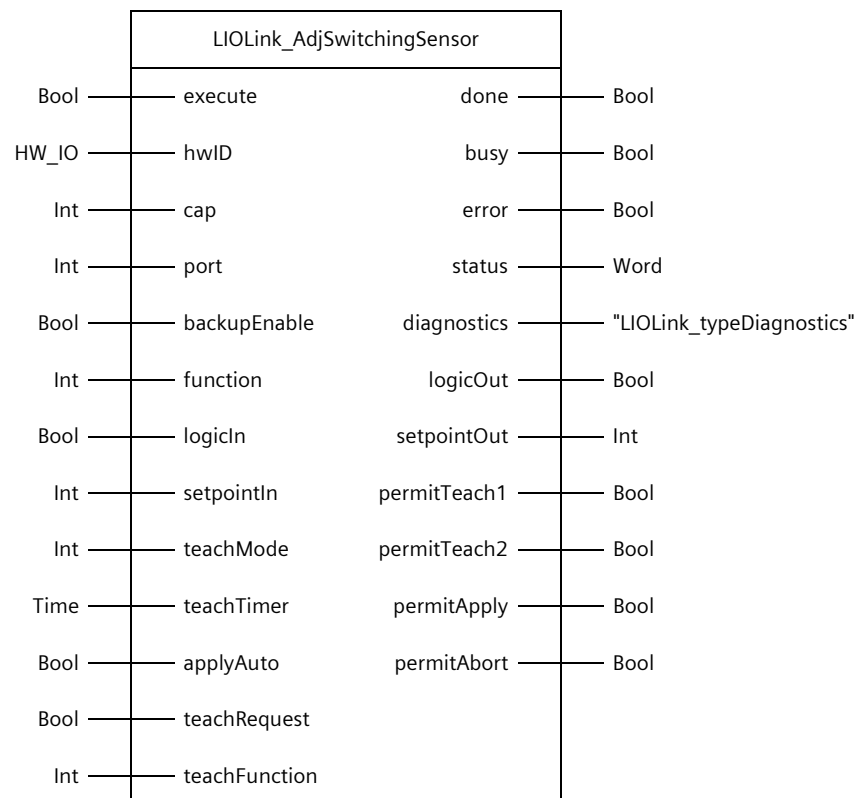 LIOLink_AdjSwitchingSensor
Bool execute done Bool
HW_IO hwID busy Bool
Int cap error Bool
Int port status Word
Bool backupEnable diagnostics "LIOLink_typeDiagnostics"
Int function logicOut Bool
Bool logicIn setpointOut Int
Int setpointIn permitTeach1 Bool
Int teachMode permitTeach2 Bool
Time teachTimer permitApply Bool
Bool applyAuto permitAbort Bool
Bool teachRequest
Int teachFunction